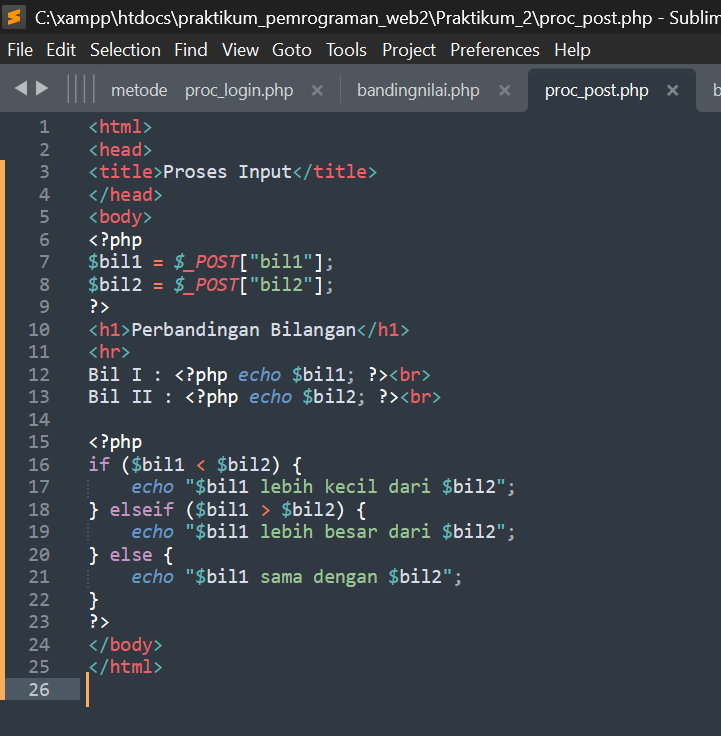 C:\xampp\htdocs\praktikum_pemrograman_web2\Praktikum_2\proc_post.php - Sublim
File Edit Selection Find View Goto Tools Project Preferences Help
metode proc_login.php × bandingnilai.php × proc_post.php × b
1 <html>
2 <head>
3 <title>Proses Input</title>
4 </head>
5 <body>
6 <?php
7 $bil1 = $_POST["bil1"];
8 $bil2 = $_POST["bil2"];
9 ?>
10 <h1>Perbandingan Bilangan</h1>
11 <hr>
12 Bil I : <?php echo $bil1; ?><br>
13 Bil II : <?php echo $bil2; ?><br>
14
15 <?php
16 if ($bil1 < $bil2) {
17     echo "$bil1 lebih kecil dari $bil2";
18 } elseif ($bil1 > $bil2) {
19     echo "$bil1 lebih besar dari $bil2";
20 } else {
21     echo "$bil1 sama dengan $bil2";
22 }
23 ?>
24 </body>
25 </html>
26